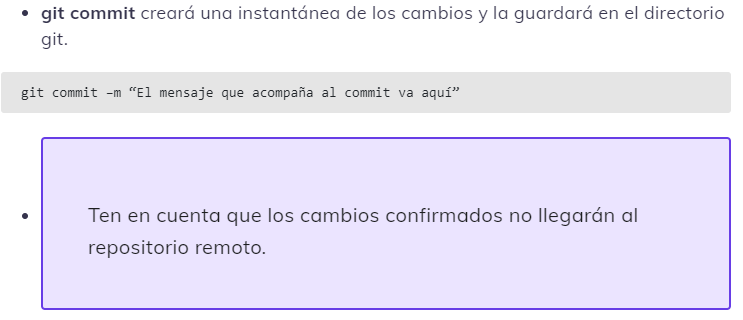 • git commit creará una instantánea de los cambios y la guardará en el directorio
git.
git commit –m “El mensaje que acompaña al commit va aquí”
• Ten en cuenta que los cambios confirmados no llegarán al
repositorio remoto.